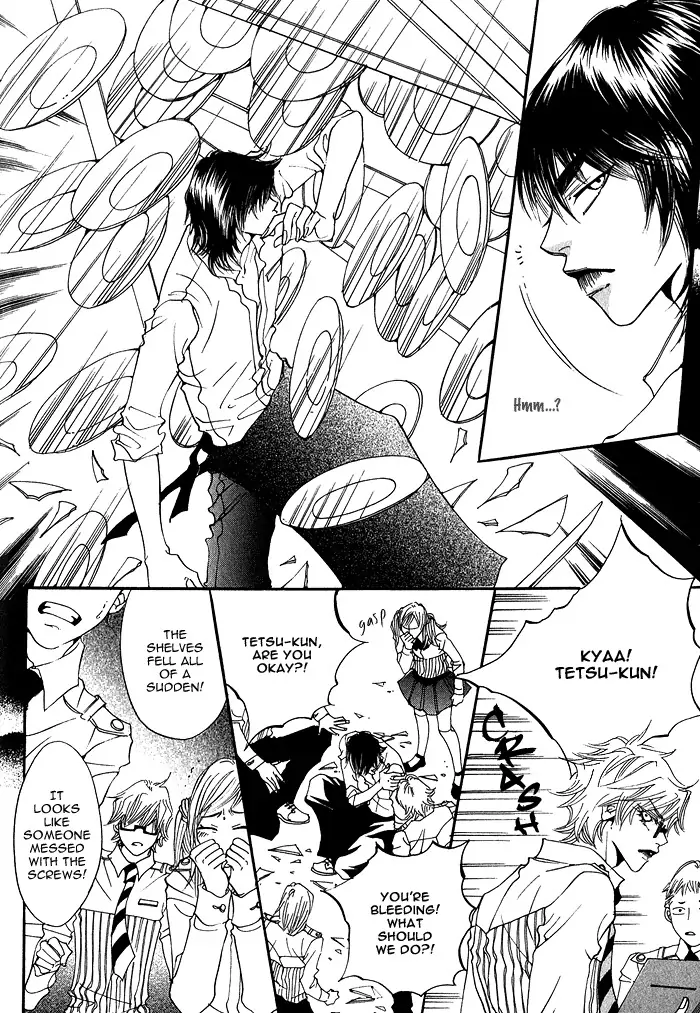 Hmm...?
KYAA!
TETSU-KUN!
CRASH
gasp
TETSU-KUN,
ARE YOU
OKAY?!
YOU'RE
BLEEDING!
WHAT
SHOULD
WE DO?!
THE
SHELVES
FELL ALL
OF A
SUDDEN!
IT
LOOKS
LIKE
SOMEONE
MESSED
WITH THE
SCREWS!